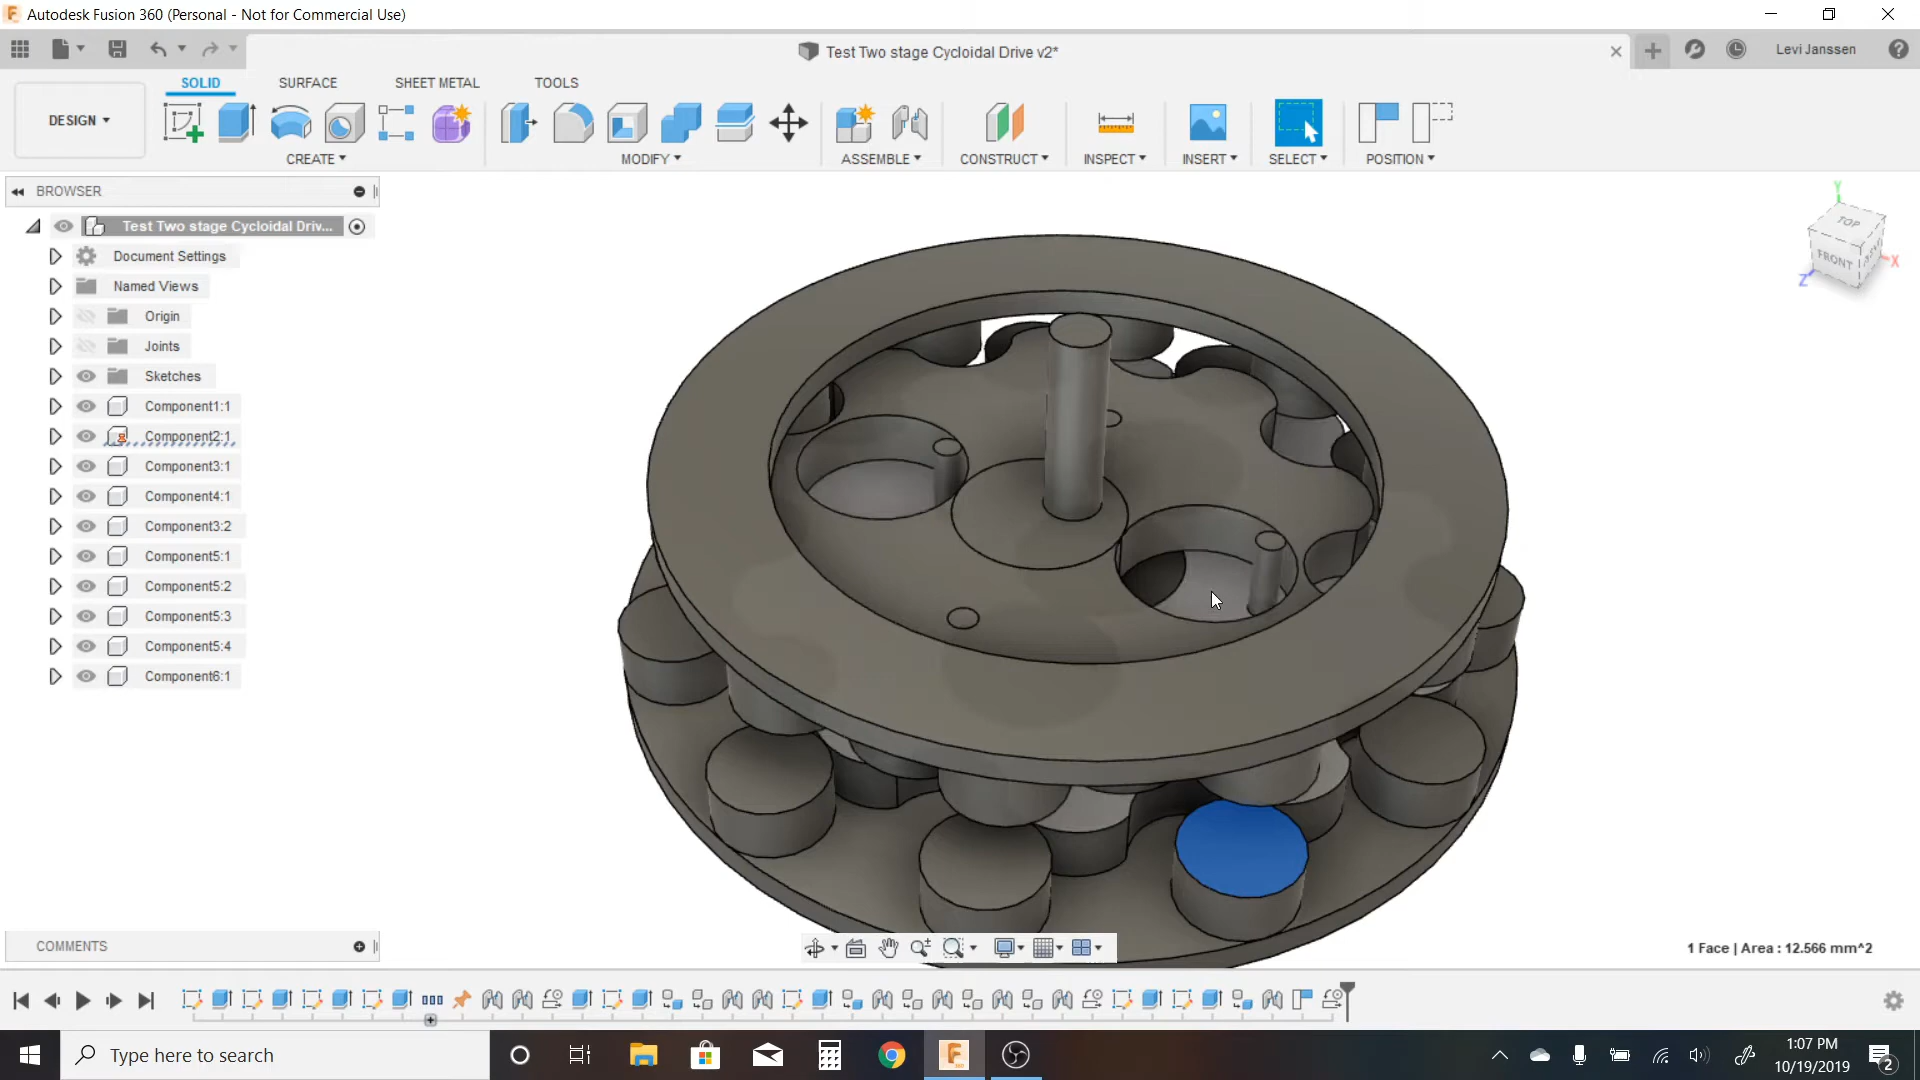 Autodesk Fusion 360 (Personal - Not for Commercial Use)
Test Two stage Cycloidal Drive v2*
Levi Janssen
DESIGN
SOLID SURFACE SHEET METAL TOOLS
CREATE MODIFY ASSEMBLE CONSTRUCT INSPECT INSERT SELECT POSITION
BROWSER
Test Two stage Cycloidal Driv...
Document Settings
Named Views
Origin
Joints
Sketches
Component1:1
Component2:1
Component3:1
Component4:1
Component3:2
Component5:1
Component5:2
Component5:3
Component5:4
Component6:1
Y
TOP
FRONT
X
Z
COMMENTS
1 Face | Area : 12.566 mm^2
Type here to search
1:07 PM
10/19/2019
2